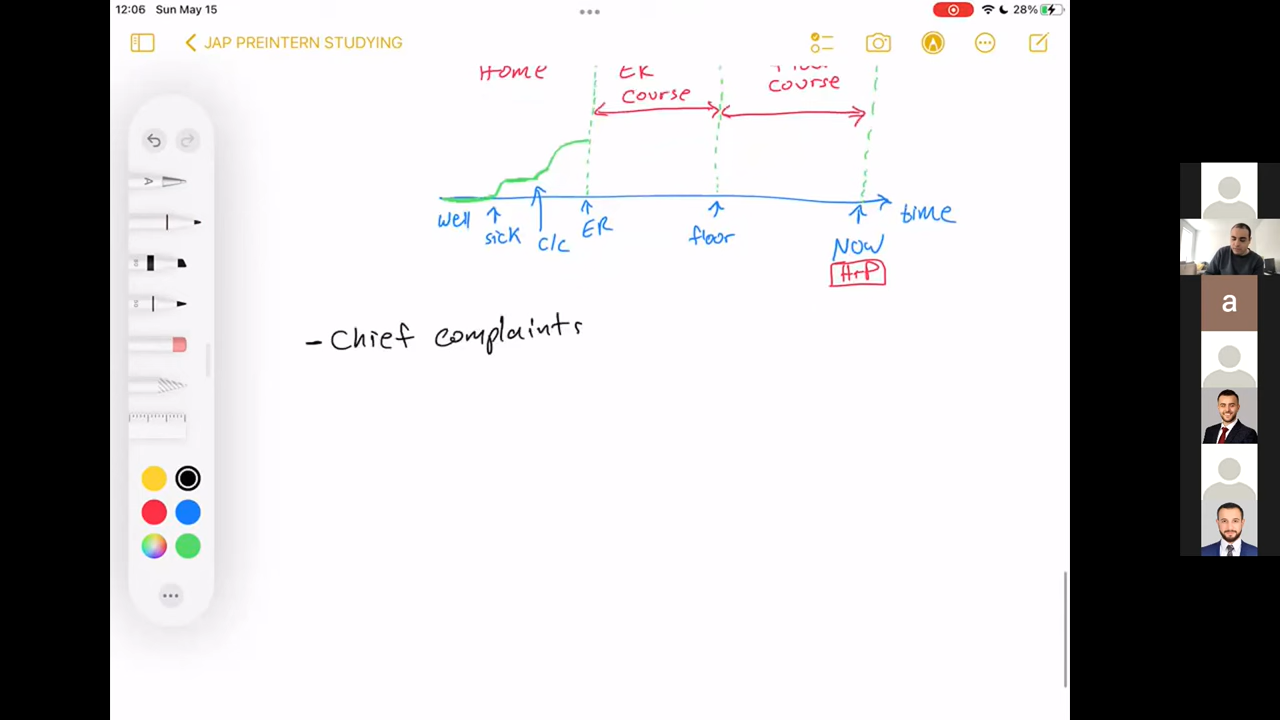 12:06 Sun May 15
28%
JAP PREINTERN STUDYING
Home
ER
Floor
course
course
well
sick
c/c
ER
floor
time
NOW
H+P
- Chief complaints
A
a